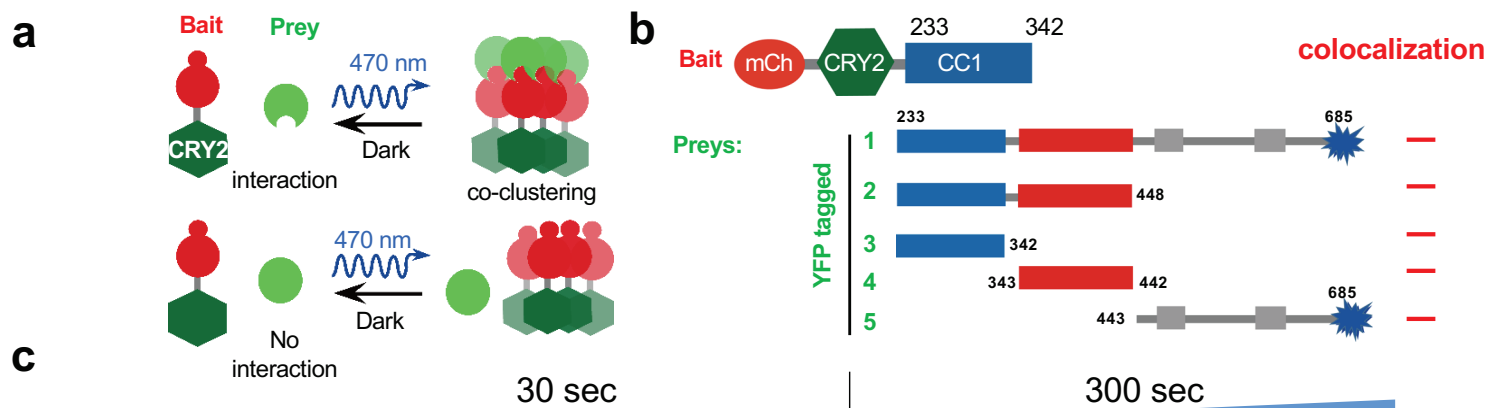 a
Bait
Prey
470 nm
Dark
CRY2
interaction
co-clustering
470 nm
Dark
No
interaction
b
Bait
mCh
CRY2
CC1
233
342
colocalization
Preys:
YFP tagged
1
233
685
–
2
448
–
3
342
–
4
343
442
–
5
443
685
–
c
30 sec
300 sec